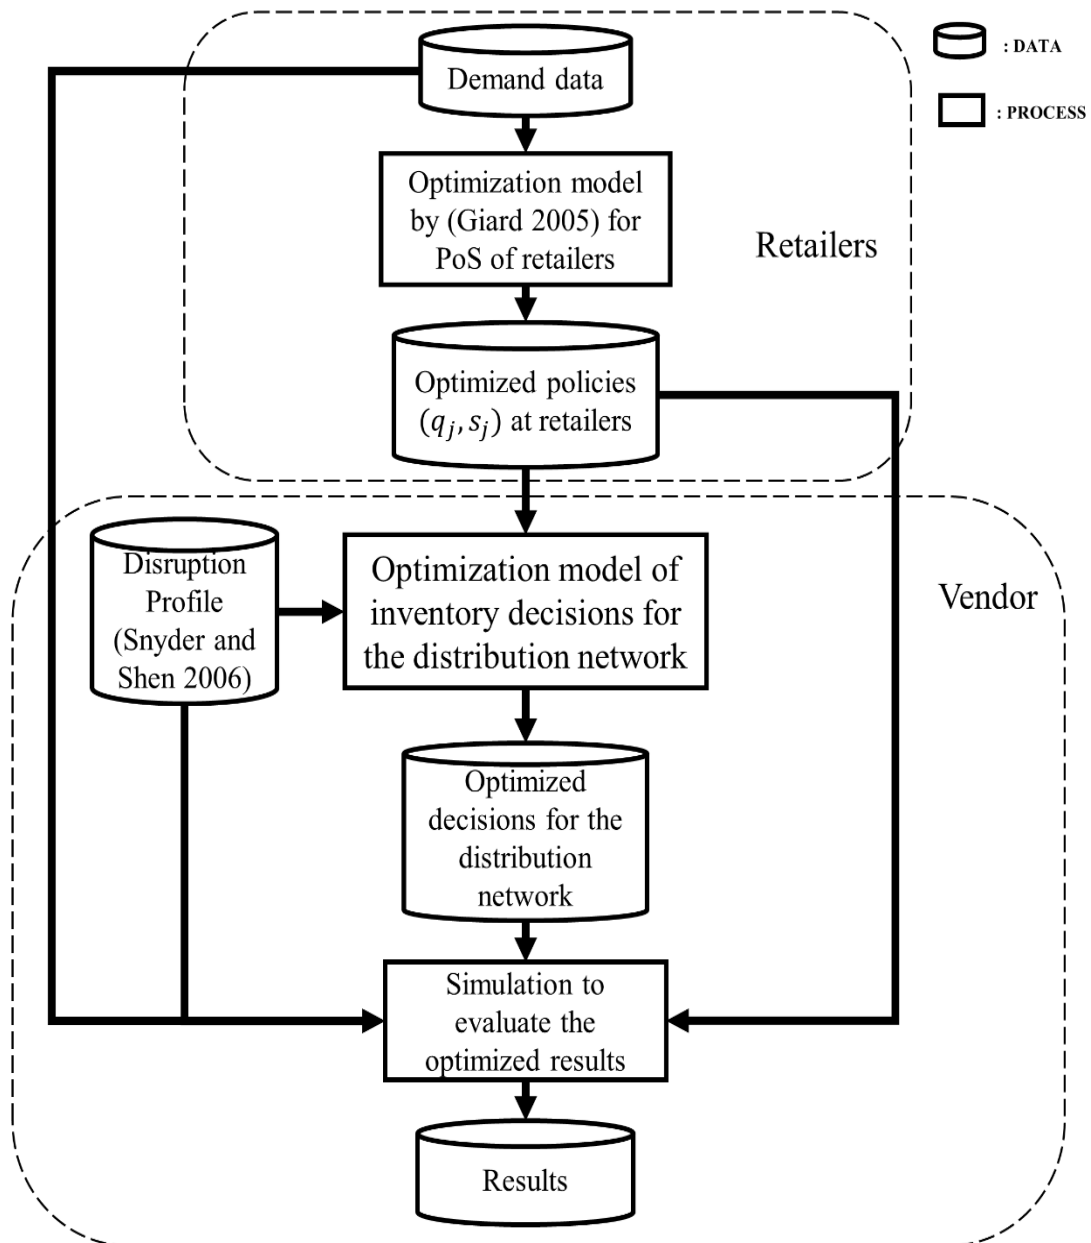 Demand data
: DATA
: PROCESS
Optimization model
by (Giard 2005) for
PoS of retailers
Retailers
Optimized policies
(qj, sj) at retailers
Disruption
Profile
(Snyder and
Shen 2006)
Optimization model of
inventory decisions for
the distribution network
Vendor
Optimized
decisions for the
distribution
network
Simulation to
evaluate the
optimized results
Results